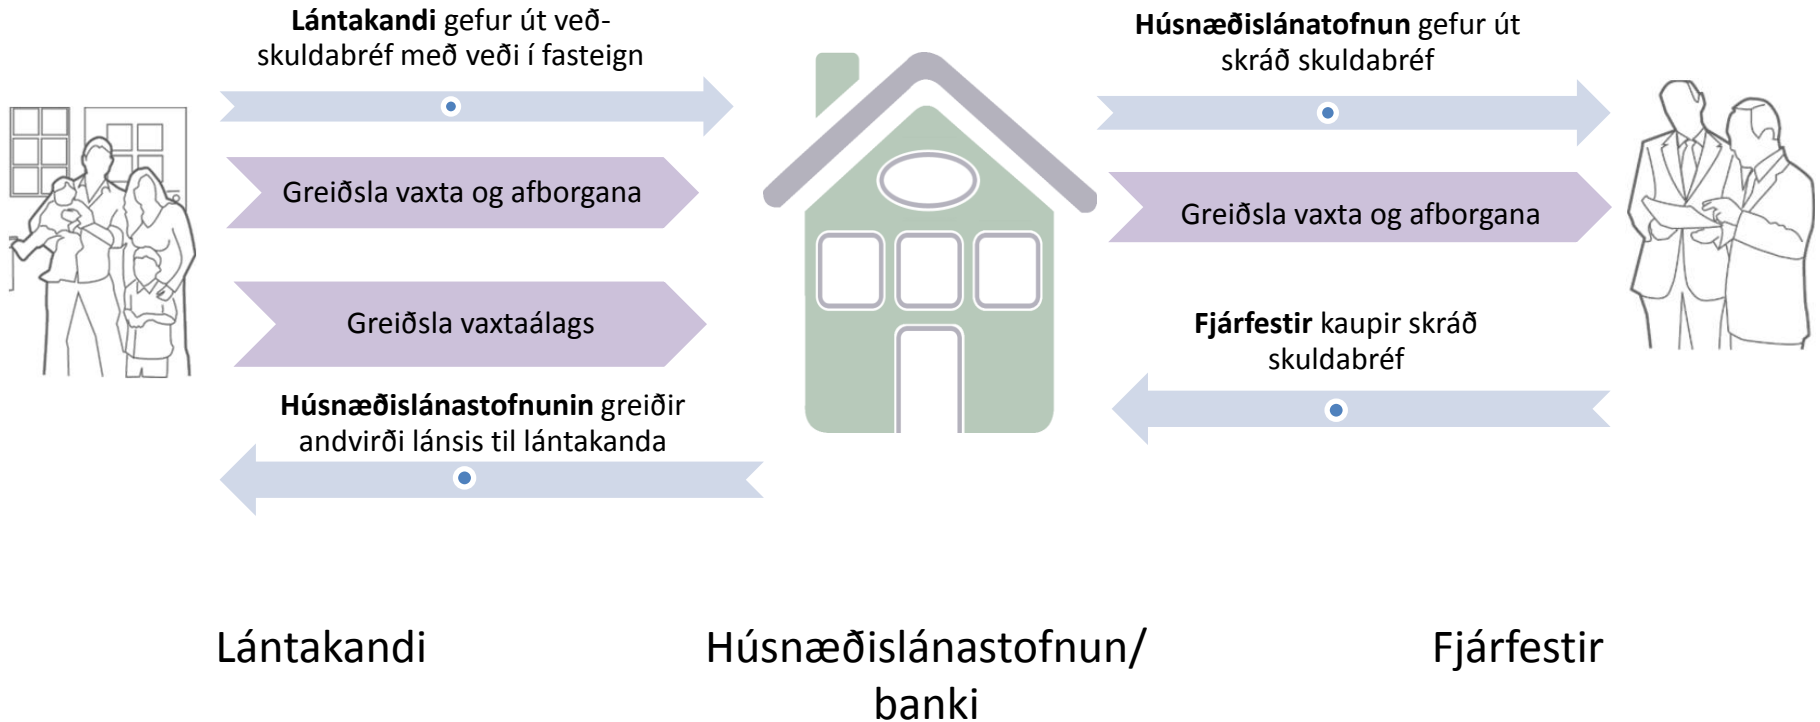 Lántakandi gefur út veð-
skuldabréf með veði í fasteign
Greiðsla vaxta og afborgana
Greiðsla vaxtaálags
Húsnæðislánastofnunin greiðir
andvirði lánsis til lántakanda
Húsnæðislánatofnun gefur út
skráð skuldabréf
Greiðsla vaxta og afborgana
Fjárfestir kaupir skráð
skuldabréf
Lántakandi
Húsnæðislánastofnun/
banki
Fjárfestir